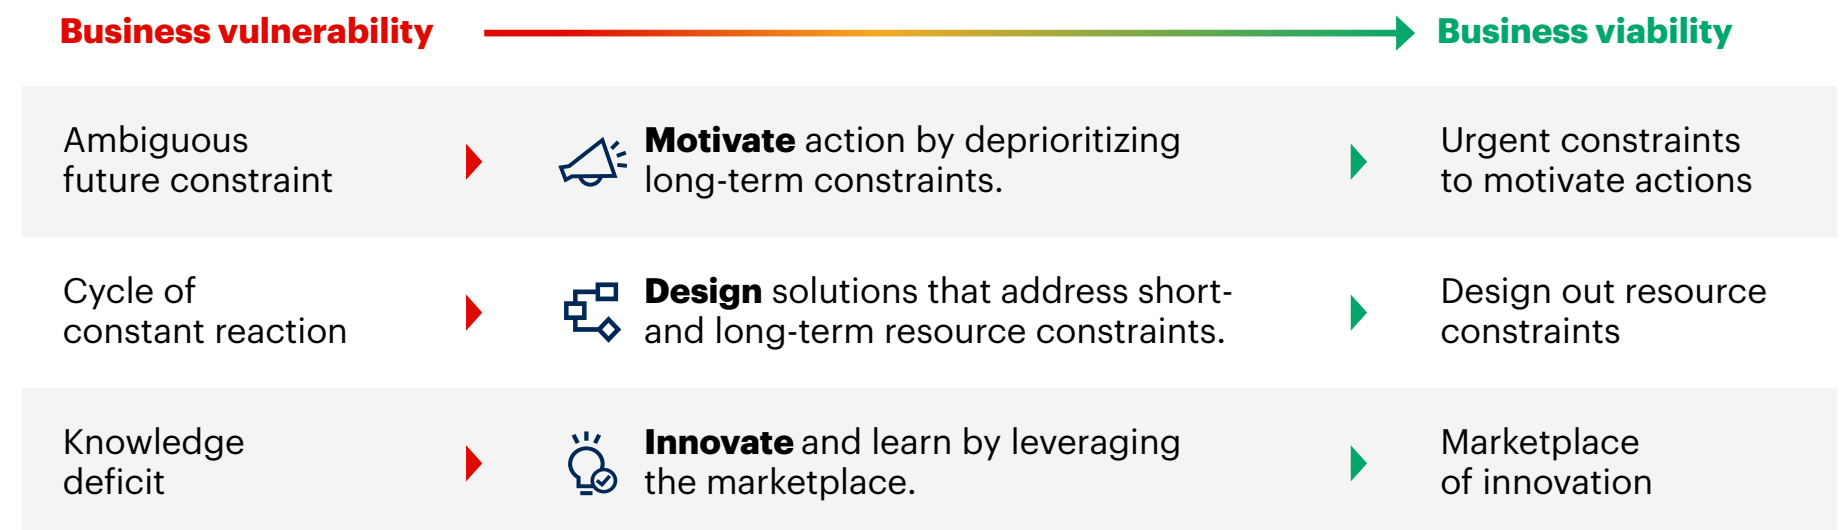 Business vulnerability
Business viability
Ambiguous
future constraint
Motivate action by deprioritizing
long-term constraints.
Urgent constraints
to motivate actions
Cycle of
constant reaction
Design solutions that address short-
and long-term resource constraints.
Design out resource
constraints
Knowledge
deficit
Innovate and learn by leveraging
the marketplace.
Marketplace
of innovation